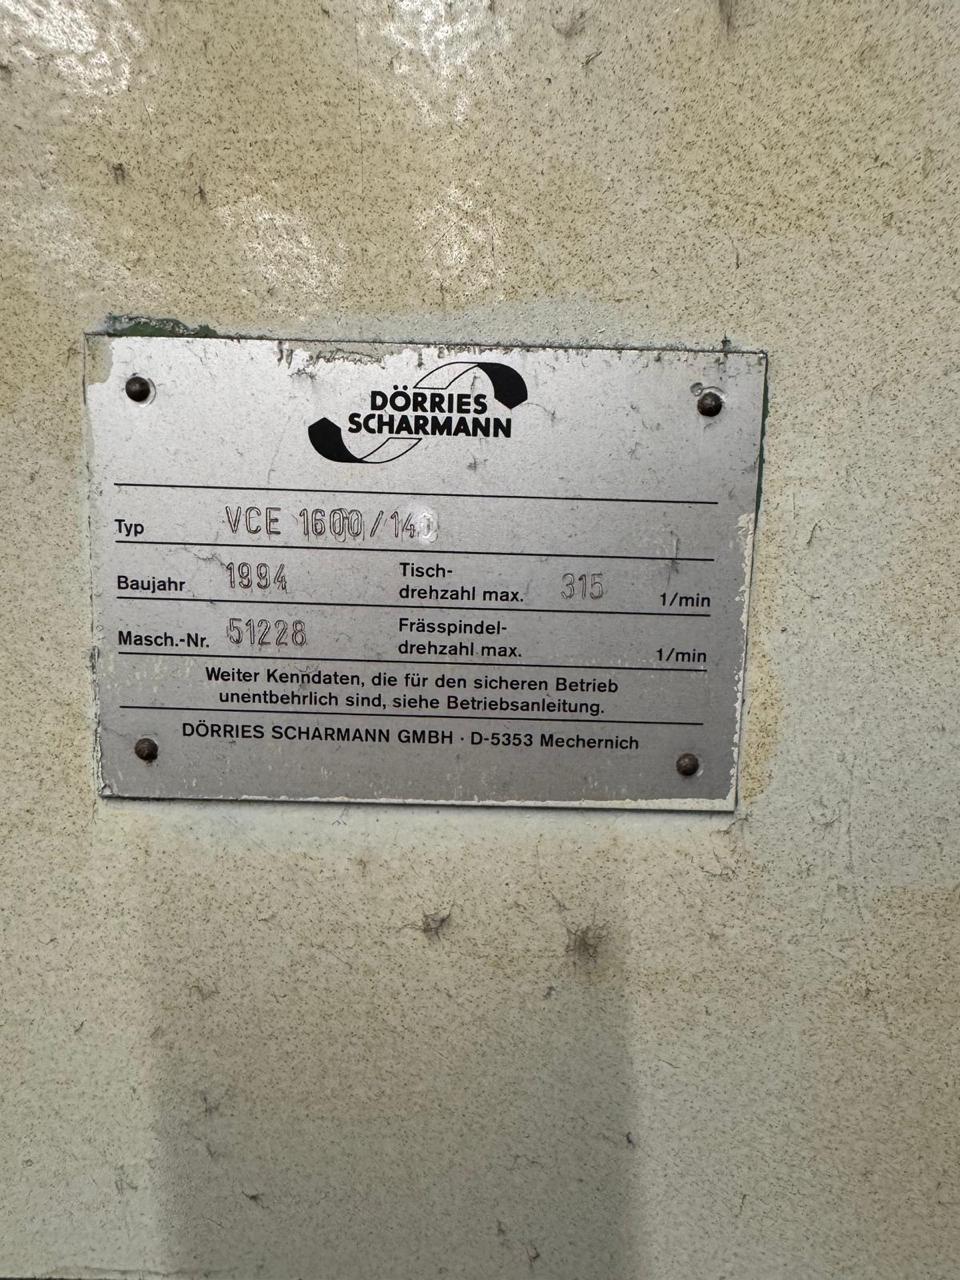 DÖRRIES
SCHARMANN
Typ VCE 1600/140
Baujahr 1994 Tisch-
drehzahl max. 315 1/min
Masch.-Nr. 51228 Frässpindel-
drehzahl max. 1/min
Weiter Kenndaten, die für den sicheren Betrieb
unentbehrlich sind, siehe Betriebsanleitung.
DÖRRIES SCHARMANN GMBH · D-5353 Mechernich